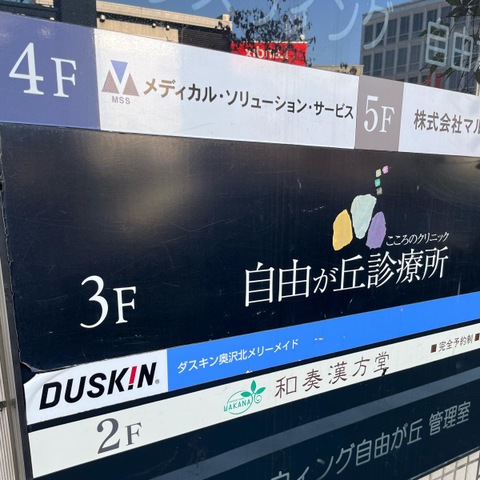 4F MSS メディカル・ソリューション・サービス 5F 株式会社マル
こころのクリニック
3F 自由が丘診療所
DUSKIN® ダスキン奥沢北メリーメイド
2F WAKANA 和奏漢方堂 ■完全予約制
ウィング自由が丘 管理室